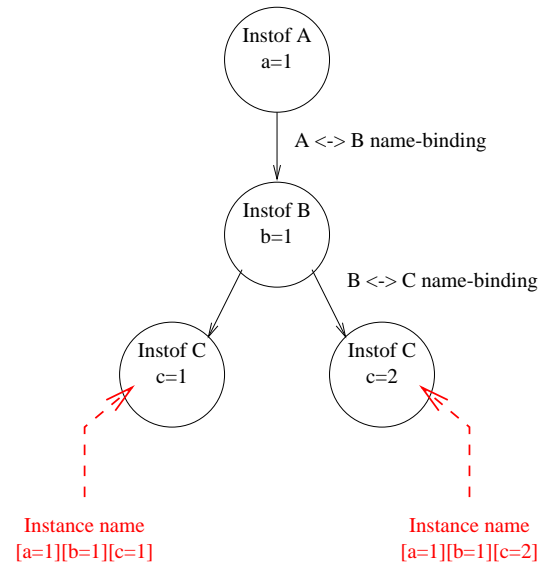 Instof A
a=1
A <-> B name-binding
Instof B
b=1
B <-> C name-binding
Instof C
c=1
Instof C
c=2
Instance name
[a=1][b=1][c=1]
Instance name
[a=1][b=1][c=2]